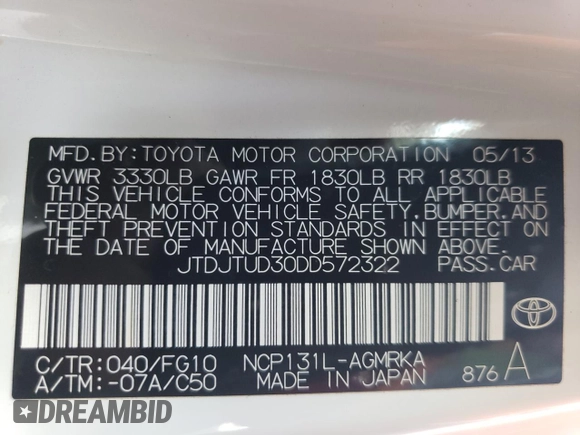 MFD.BY:TOYOTA MOTOR CORPORATION 05/13
GVWR 3330LB GAWR FR 1830LB RR 1830LB
THIS VEHICLE CONFORMS TO ALL APPLICABLE
FEDERAL MOTOR VEHICLE SAFETY,BUMPER,AND
THEFT PREVENTION STANDARDS IN EFFECT ON
THE DATE OF MANUFACTURE SHOWN ABOVE.
JTDJTUD30DD572322 PASS.CAR
C/TR:040/FG10 NCP131L-AGMRKA
A/TM:-07A/C50 MADE IN JAPAN 876 A
DREAMBID